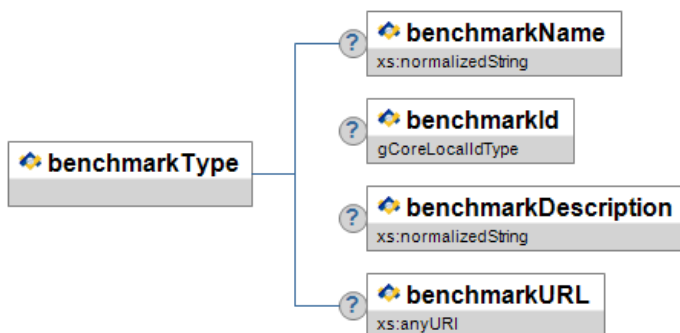 ? benchmarkName
xs:normalizedString
? benchmarkId
gCoreLocalIdType
benchmarkType
? benchmarkDescription
xs:normalizedString
? benchmarkURL
xs:anyURI